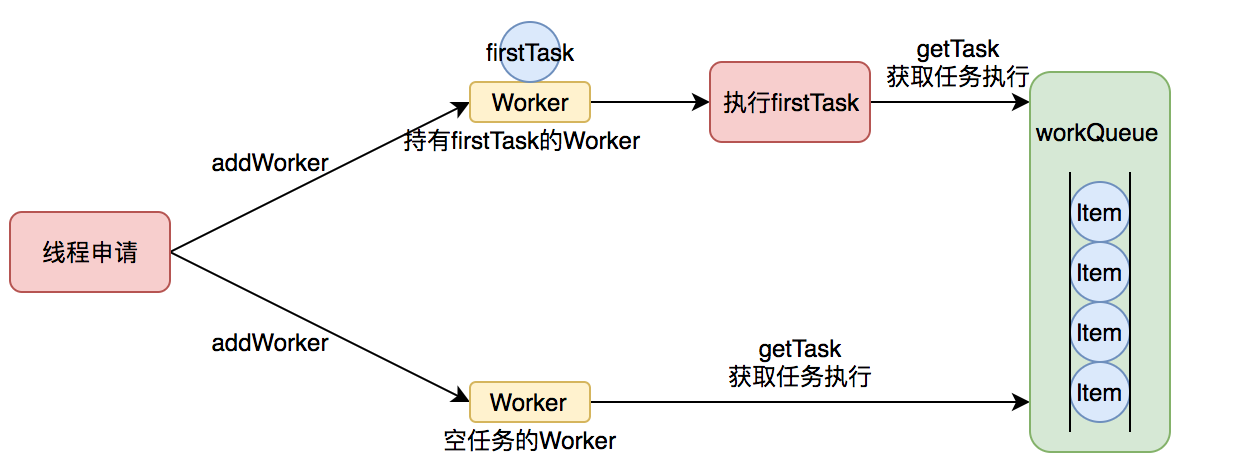 firstTask
Worker
持有firstTask的Worker
addWorker
执行firstTask
getTask
获取任务执行
workQueue
Item
Item
Item
Item
线程申请
addWorker
Worker
空任务的Worker
getTask
获取任务执行